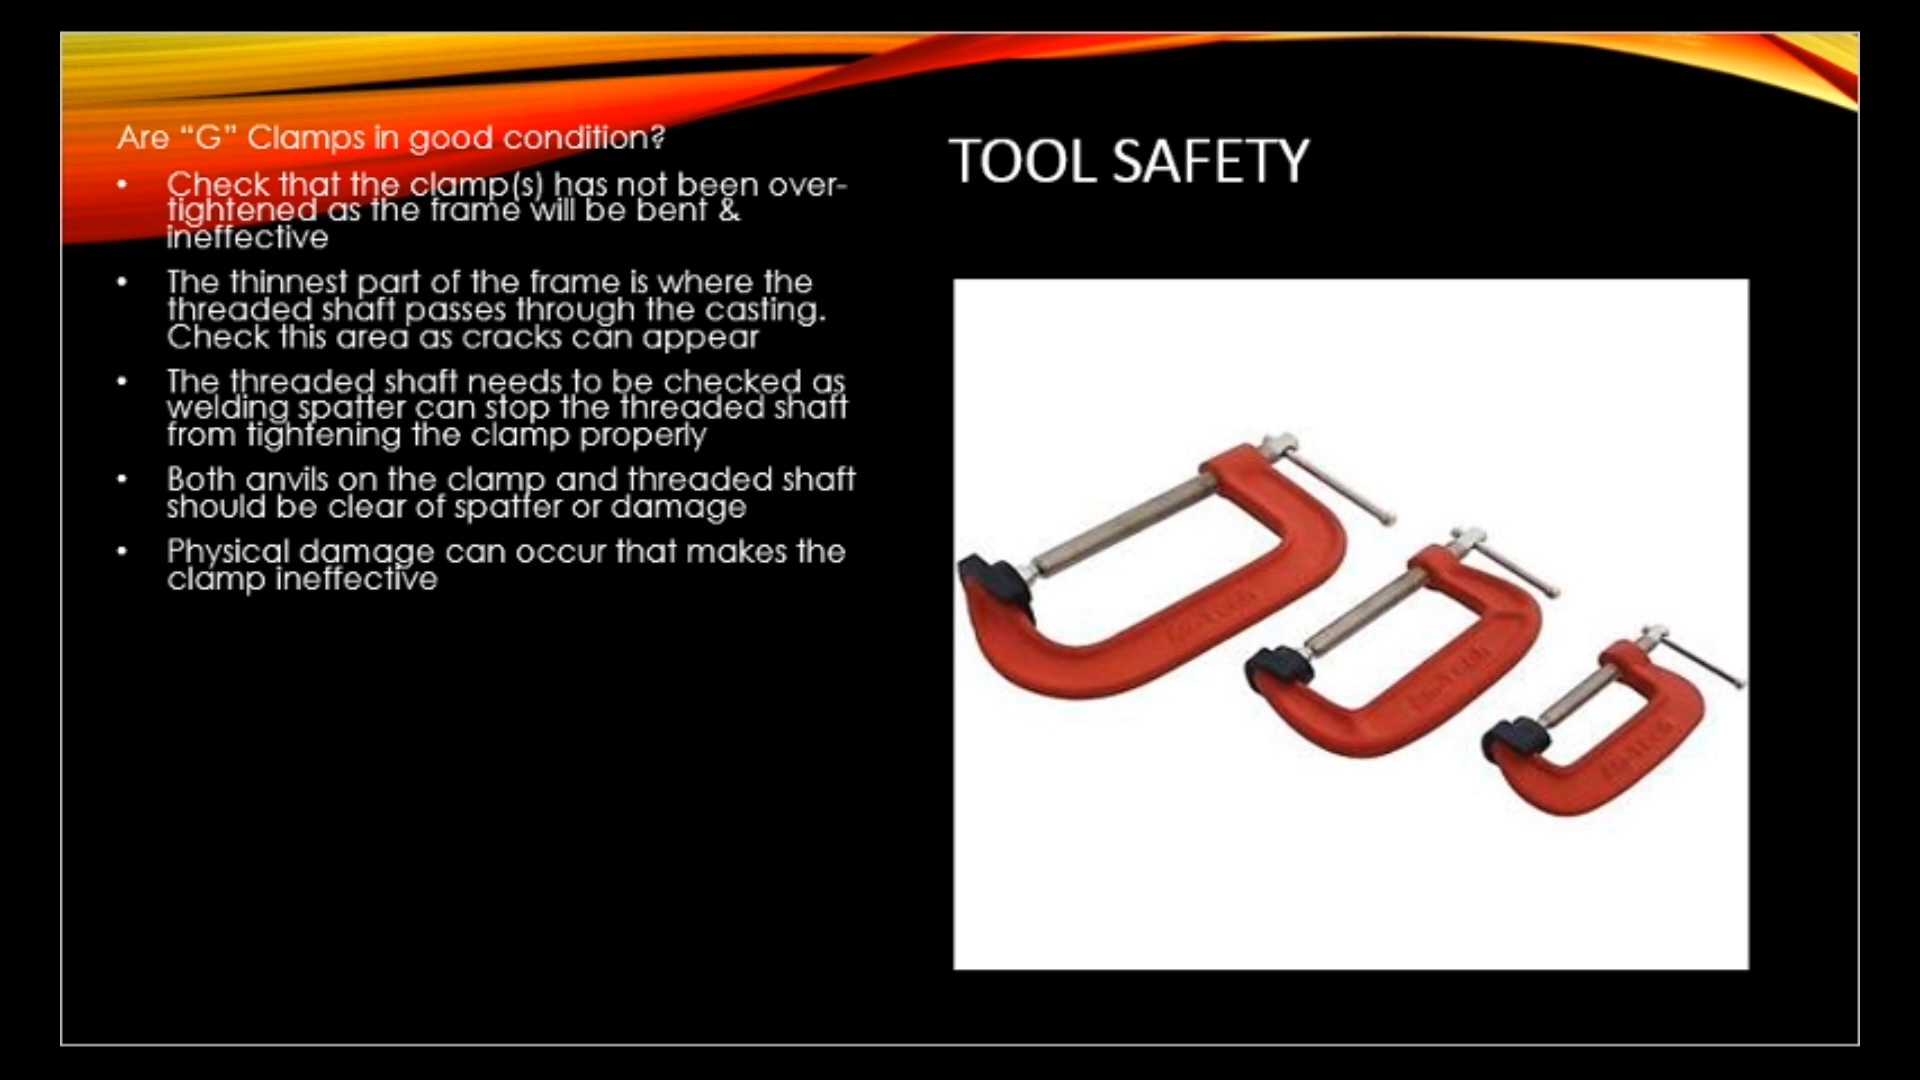 Are “G” Clamps in good condition?
• Check that the clamp(s) has not been over-
tightened as the frame will be bent &
ineffective
• The thinnest part of the frame is where the
threaded shaft passes through the casting.
Check this area as cracks can appear
• The threaded shaft needs to be checked as
welding spatter can stop the threaded shaft
from tightening the clamp properly
• Both anvils on the clamp and threaded shaft
should be clear of spatter or damage
• Physical damage can occur that makes the
clamp ineffective
TOOL SAFETY